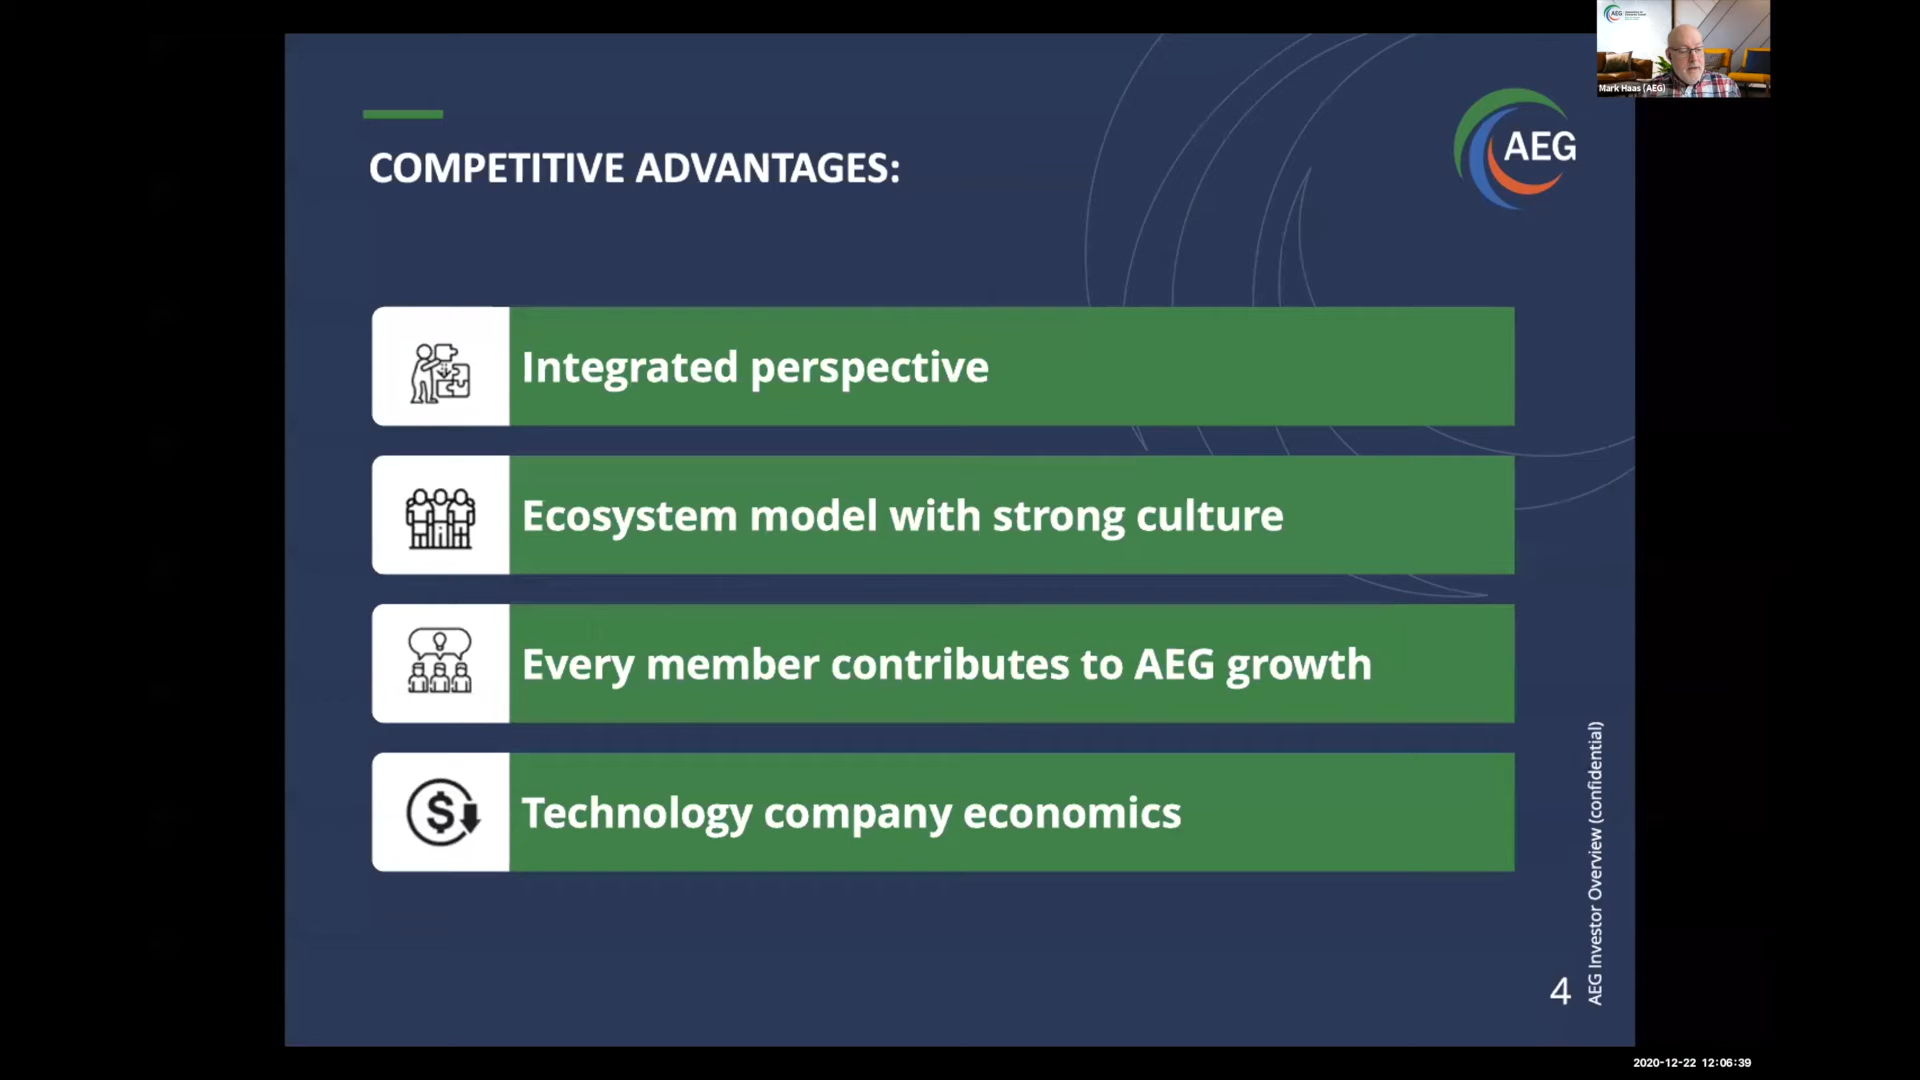 AEG
Mark Haas (AEG)
AEG
COMPETITIVE ADVANTAGES:
Integrated perspective
Ecosystem model with strong culture
Every member contributes to AEG growth
$
Technology company economics
AEG Investor Overview (confidential)
4
2020-12-22 12:06:39